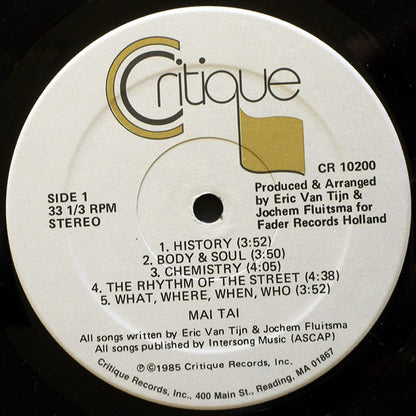 Critique
CR 10200
SIDE 1
33 1/3 RPM
STEREO
Produced & Arranged
by Eric Van Tijn &
Jochem Fluitsma for
Fader Records Holland
1. HISTORY (3:52)
2. BODY & SOUL (3:50)
3. CHEMISTRY (4:05)
4. THE RHYTHM OF THE STREET (4:38)
5. WHAT, WHERE, WHEN, WHO (3:52)
MAI TAI
All songs written by Eric Van Tijn & Jochem Fluitsma
All songs published by Intersong Music (ASCAP)
℗©1985 Critique Records, Inc.
Critique Records, Inc., 400 Main St., Reading, MA 01867